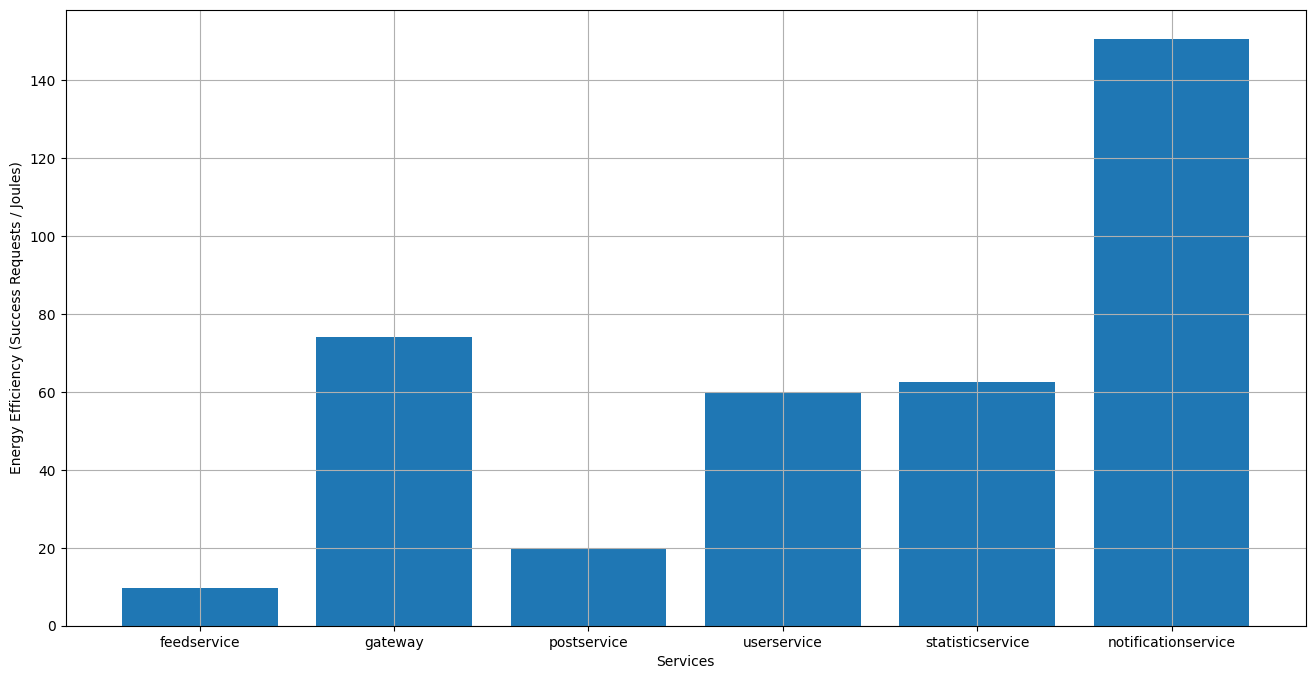 Energy Efficiency (Success Requests / Joules)
140
120
100
80
60
40
20
0
feedservice gateway postservice userservice statisticservice notificationservice
Services